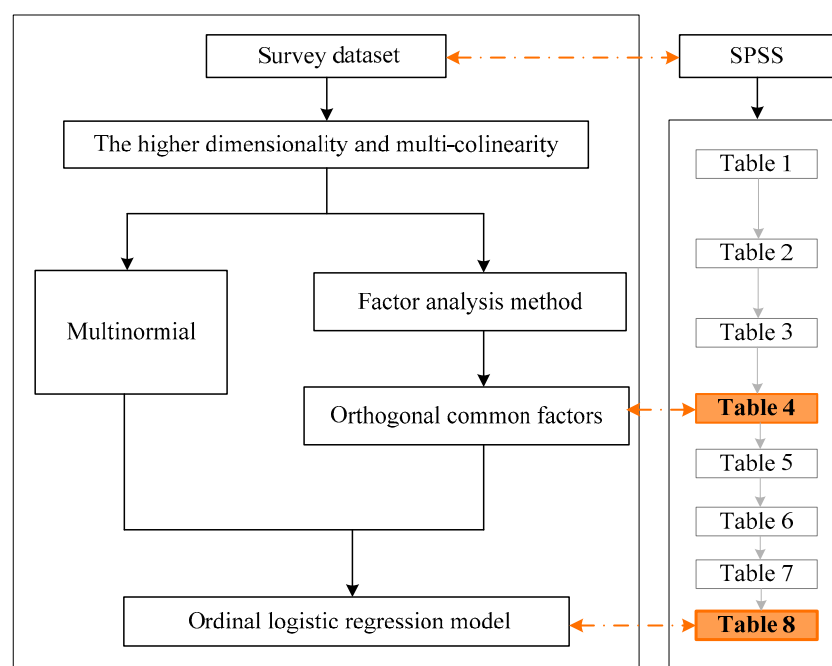 Survey dataset
SPSS
The higher dimensionality and multi-colinearity
Multinormial
Factor analysis method
Orthogonal common factors
Ordinal logistic regression model
Table 1
Table 2
Table 3
Table 4
Table 5
Table 6
Table 7
Table 8